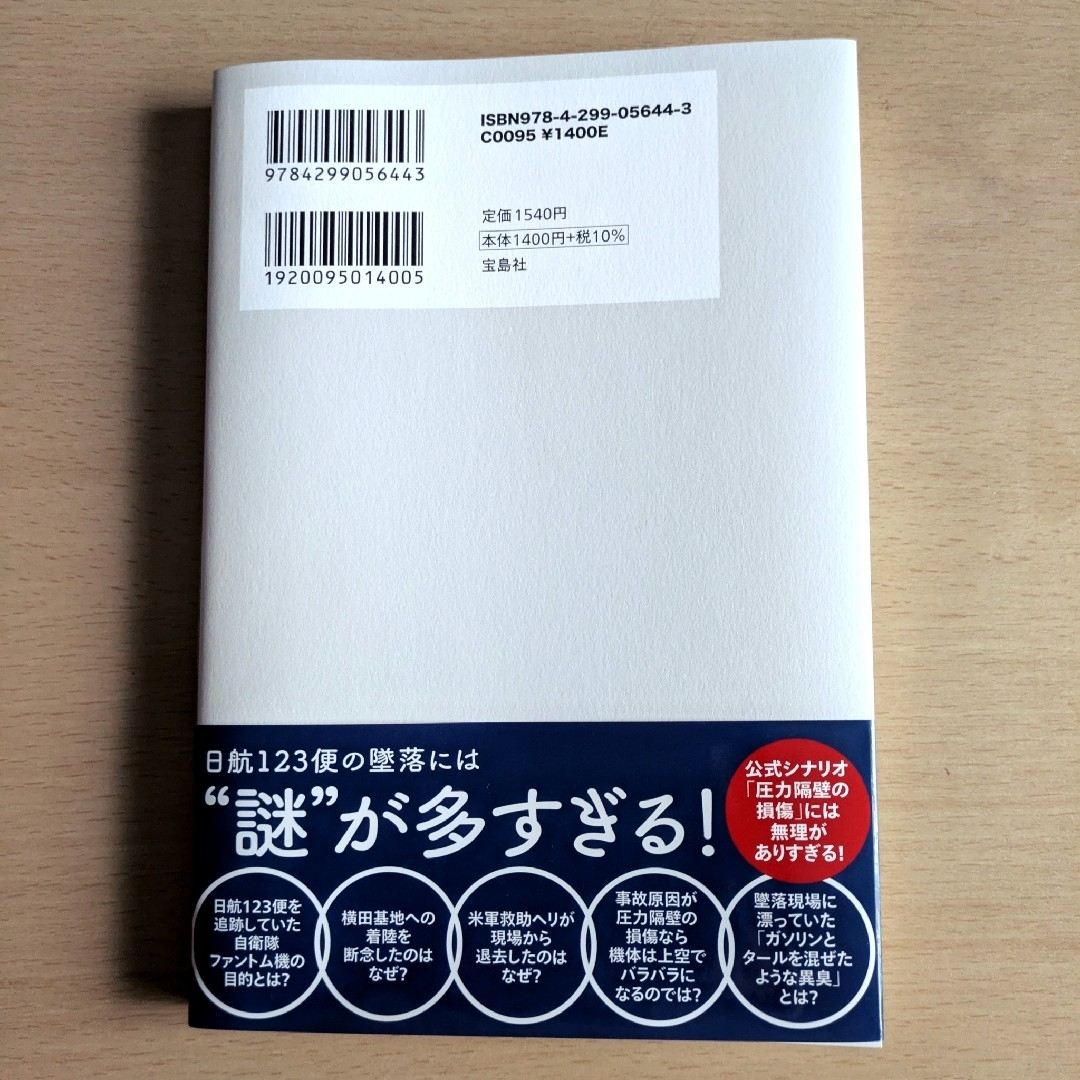 ISBN978-4-299-05644-3
C0095 ¥1400E
9784299056443
定価1540円
本体1400円+税10%
宝島社
1920095014005
日航123便の墜落には
“謎”が多すぎる!
公式シナリオ
「圧力隔壁の
損傷」には
無理が
ありすぎる!
日航123便を
追跡していた
自衛隊
ファントム機の
目的とは?
横田基地への
着陸を
断念したのは
なぜ?
米軍救助ヘリが
現場から
退去したのは
なぜ?
事故原因が
圧力隔壁の
損傷なら
機体は上空で
バラバラに
なるのでは?
墜落現場に
漂っていた
「ガソリンと
タールを混ぜた
ような異臭」
とは?